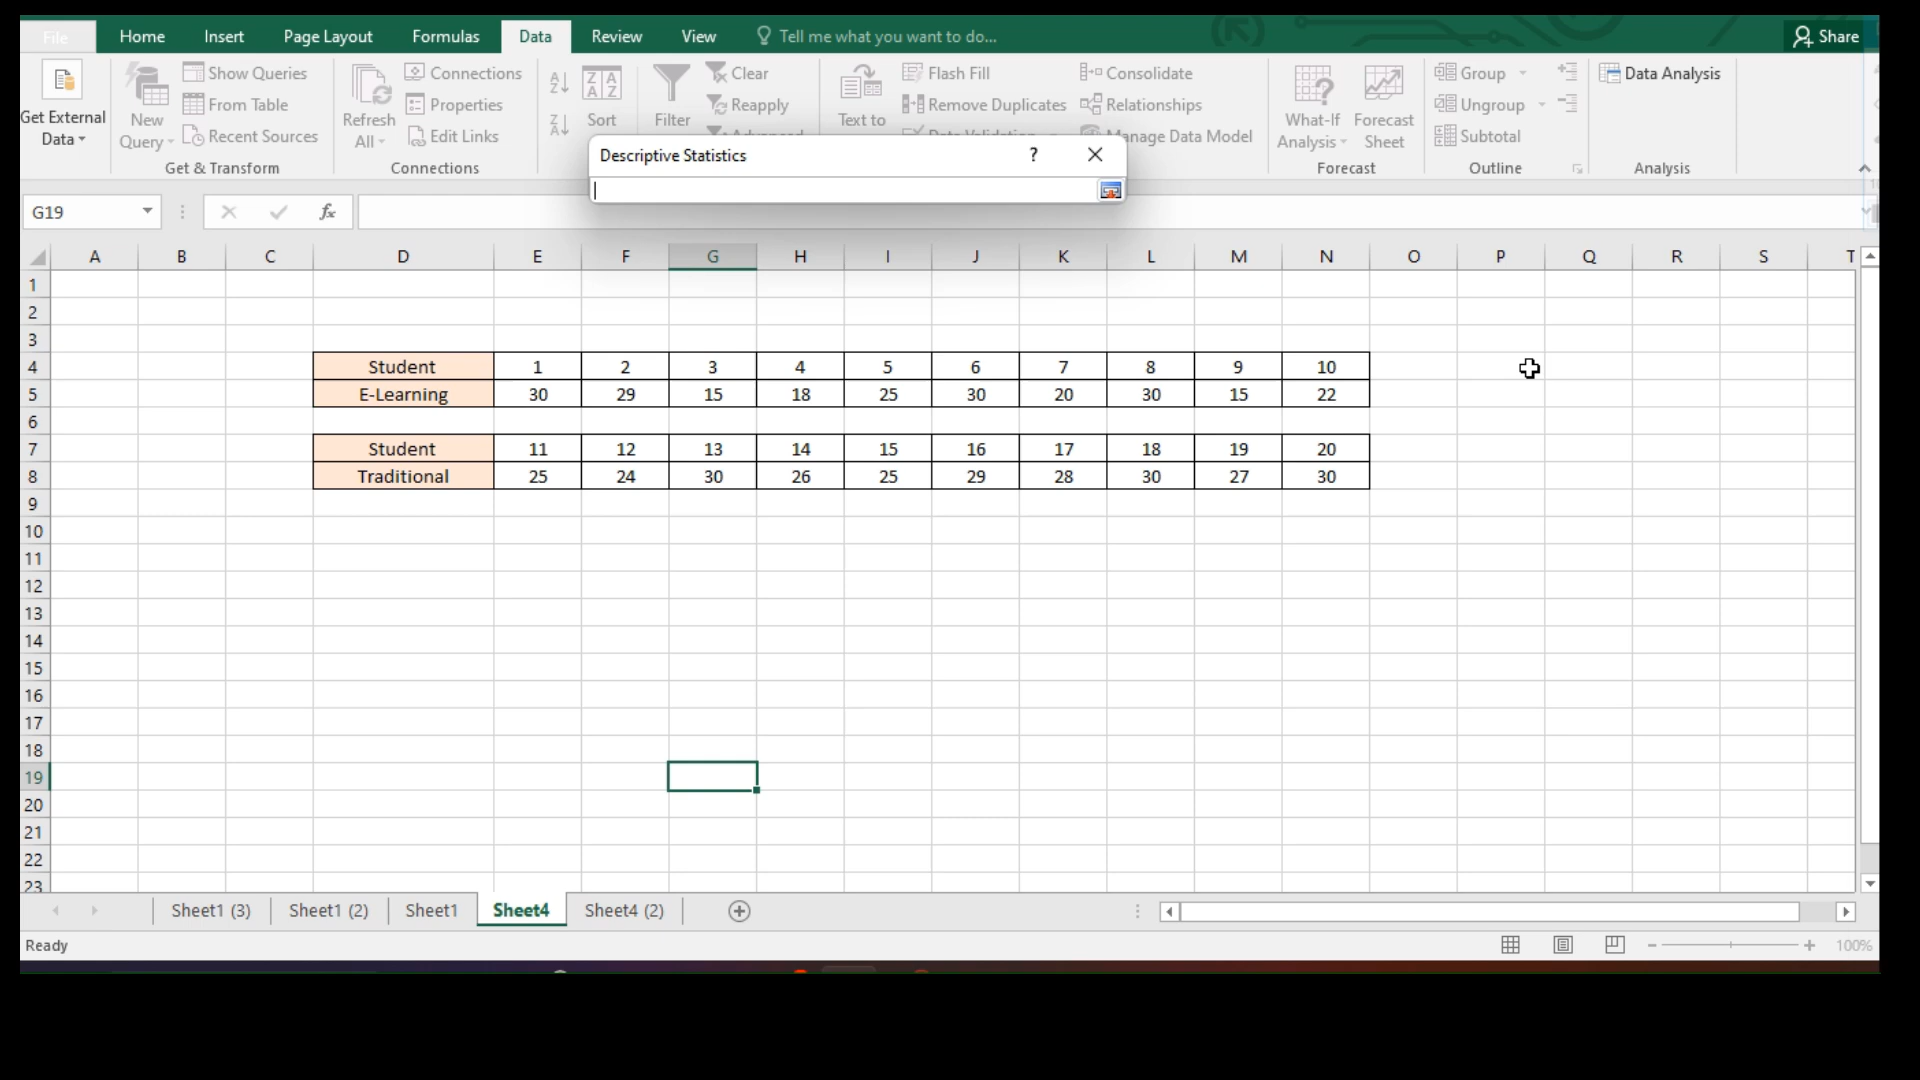 File Home Insert Page Layout Formulas Data Review View Tell me what you want to do... Share
Get External Data
New Query
Show Queries
From Table
Recent Sources
Get & Transform
Refresh All
Connections
Properties
Edit Links
Connections
Sort
Filter
Clear
Reapply
Advanced
Text to
Flash Fill
Remove Duplicates
Data Validation
Consolidate
Relationships
Manage Data Model
What-If Analysis
Forecast Sheet
Forecast
Group
Ungroup
Subtotal
Outline
Data Analysis
Analysis
Descriptive Statistics ?
G19 fx
A B C D E F G H I J K L M N O P Q R S T
1
2
3
4 Student 1 2 3 4 5 6 7 8 9 10
5 E-Learning 30 29 15 18 25 30 20 30 15 22
6
7 Student 11 12 13 14 15 16 17 18 19 20
8 Traditional 25 24 30 26 25 29 28 30 27 30
9
10
11
12
13
14
15
16
17
18
19
20
21
22
23
Sheet1 (3) Sheet1 (2) Sheet1 Sheet4 Sheet4 (2)
Ready 100%